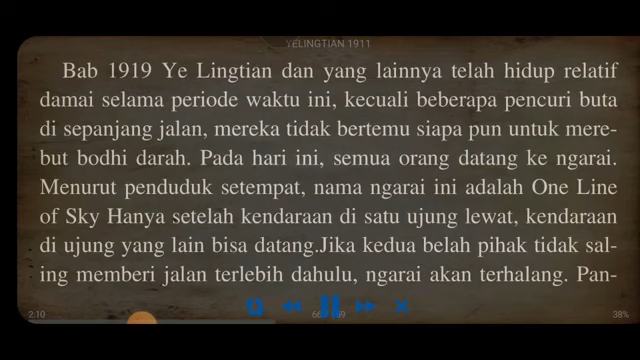 YELINGTIAN 1911
Bab 1919 Ye Lingtian dan yang lainnya telah hidup relatif
damai selama periode waktu ini, kecuali beberapa pencuri buta
di sepanjang jalan, mereka tidak bertemu siapa pun untuk mere-
but bodhi darah. Pada hari ini, semua orang datang ke ngarai.
Menurut penduduk setempat, nama ngarai ini adalah One Line
of Sky Hanya setelah kendaraan di satu ujung lewat, kendaraan
di ujung yang lain bisa datang.Jika kedua belah pihak tidak sal-
ing memberi jalan terlebih dahulu, ngarai akan terhalang. Pan-
2:10
38%